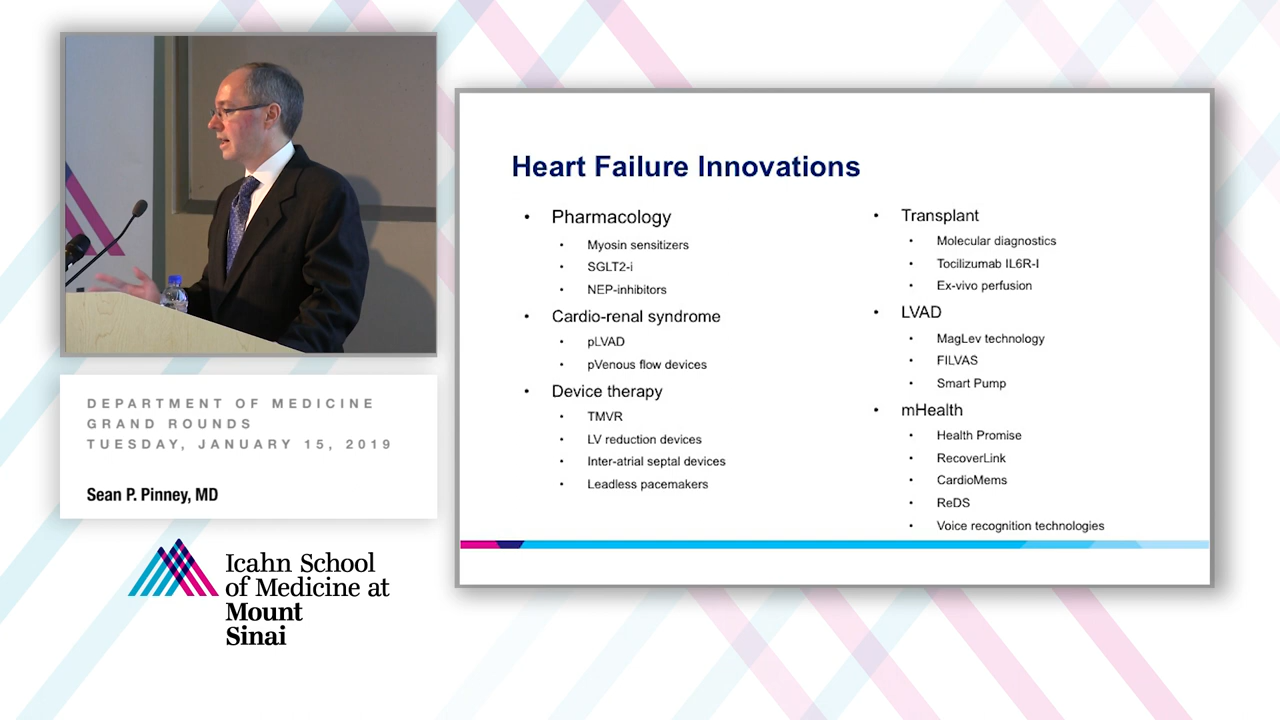 DEPARTMENT OF MEDICINE
GRAND ROUNDS
TUESDAY, JANUARY 15, 2019
Sean P. Pinney, MD
Icahn School
of Medicine at
Mount
Sinai
Heart Failure Innovations
• Pharmacology
• Myosin sensitizers
• SGLT2-i
• NEP-inhibitors
• Cardio-renal syndrome
• pLVAD
• pVenous flow devices
• Device therapy
• TMVR
• LV reduction devices
• Inter-atrial septal devices
• Leadless pacemakers
• Transplant
• Molecular diagnostics
• Tocilizumab IL6R-I
• Ex-vivo perfusion
• LVAD
• MagLev technology
• FILVAS
• Smart Pump
• mHealth
• Health Promise
• RecoverLink
• CardioMems
• ReDS
• Voice recognition technologies